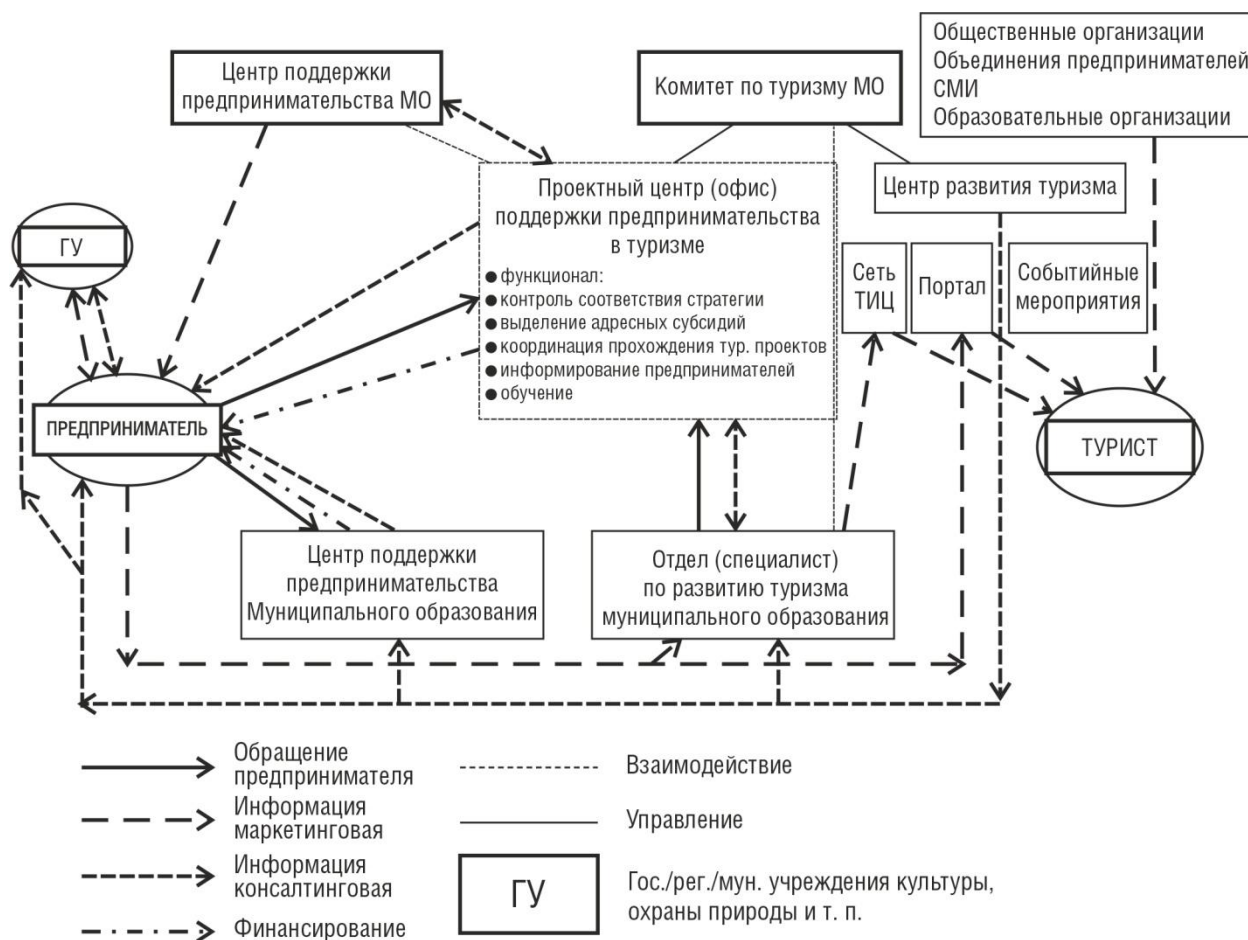 Центр поддержки
предпринимательства МО
Комитет по туризму МО
Общественные организации
Объединения предпринимателей
СМИ
Образовательные организации
Проектный центр (офис)
поддержки предпринимательства
в туризме
● функционал:
● контроль соответствия стратегии
● выделение адресных субсидий
● координация прохождения тур. проектов
● информирование предпринимателей
● обучение
Центр развития туризма
ГУ
Сеть
ТИЦ
Портал
Событийные
мероприятия
ПРЕДПРИНИМАТЕЛЬ
ТУРИСТ
Центр поддержки
предпринимательства
Муниципального образования
Отдел (специалист)
по развитию туризма
муниципального образования
Обращение
предпринимателя
Информация
маркетинговая
Информация
консалтинговая
Финансирование
Взаимодействие
Управление
ГУ
Гос./рег./мун. учреждения культуры,
охраны природы и т. п.